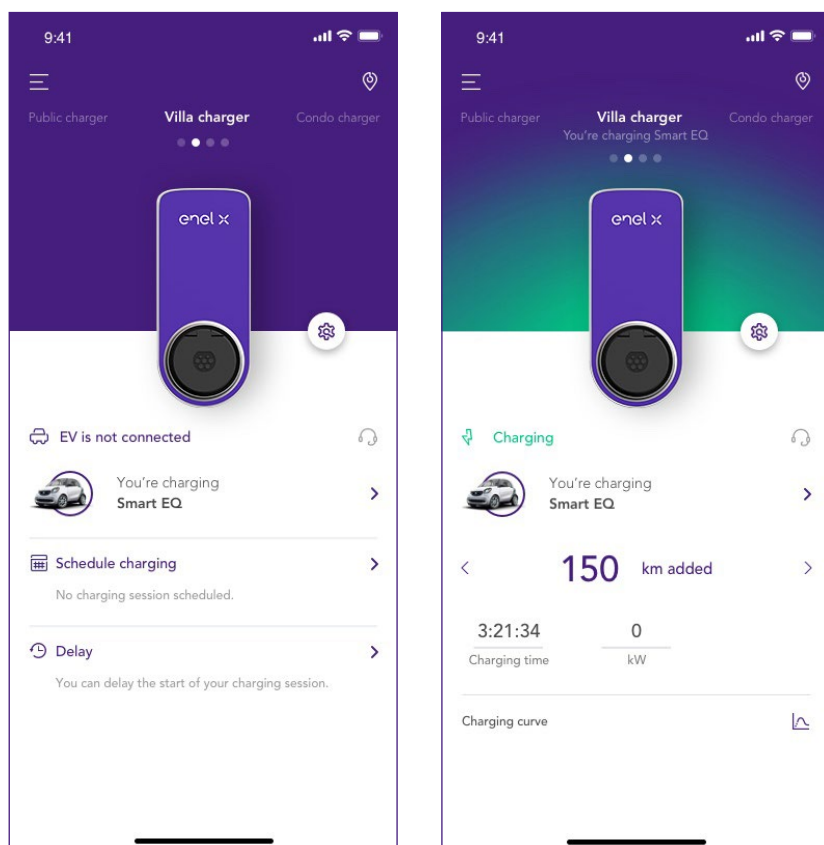 9:41
Public charger Villa charger Condo charger
enel x
EV is not connected
You're charging
Smart EQ
Schedule charging
No charging session scheduled.
Delay
You can delay the start of your charging session.
9:41
Public charger Villa charger Condo charger
You're charging Smart EQ
enel x
Charging
You're charging
Smart EQ
150 km added
3:21:34 0
Charging time kW
Charging curve